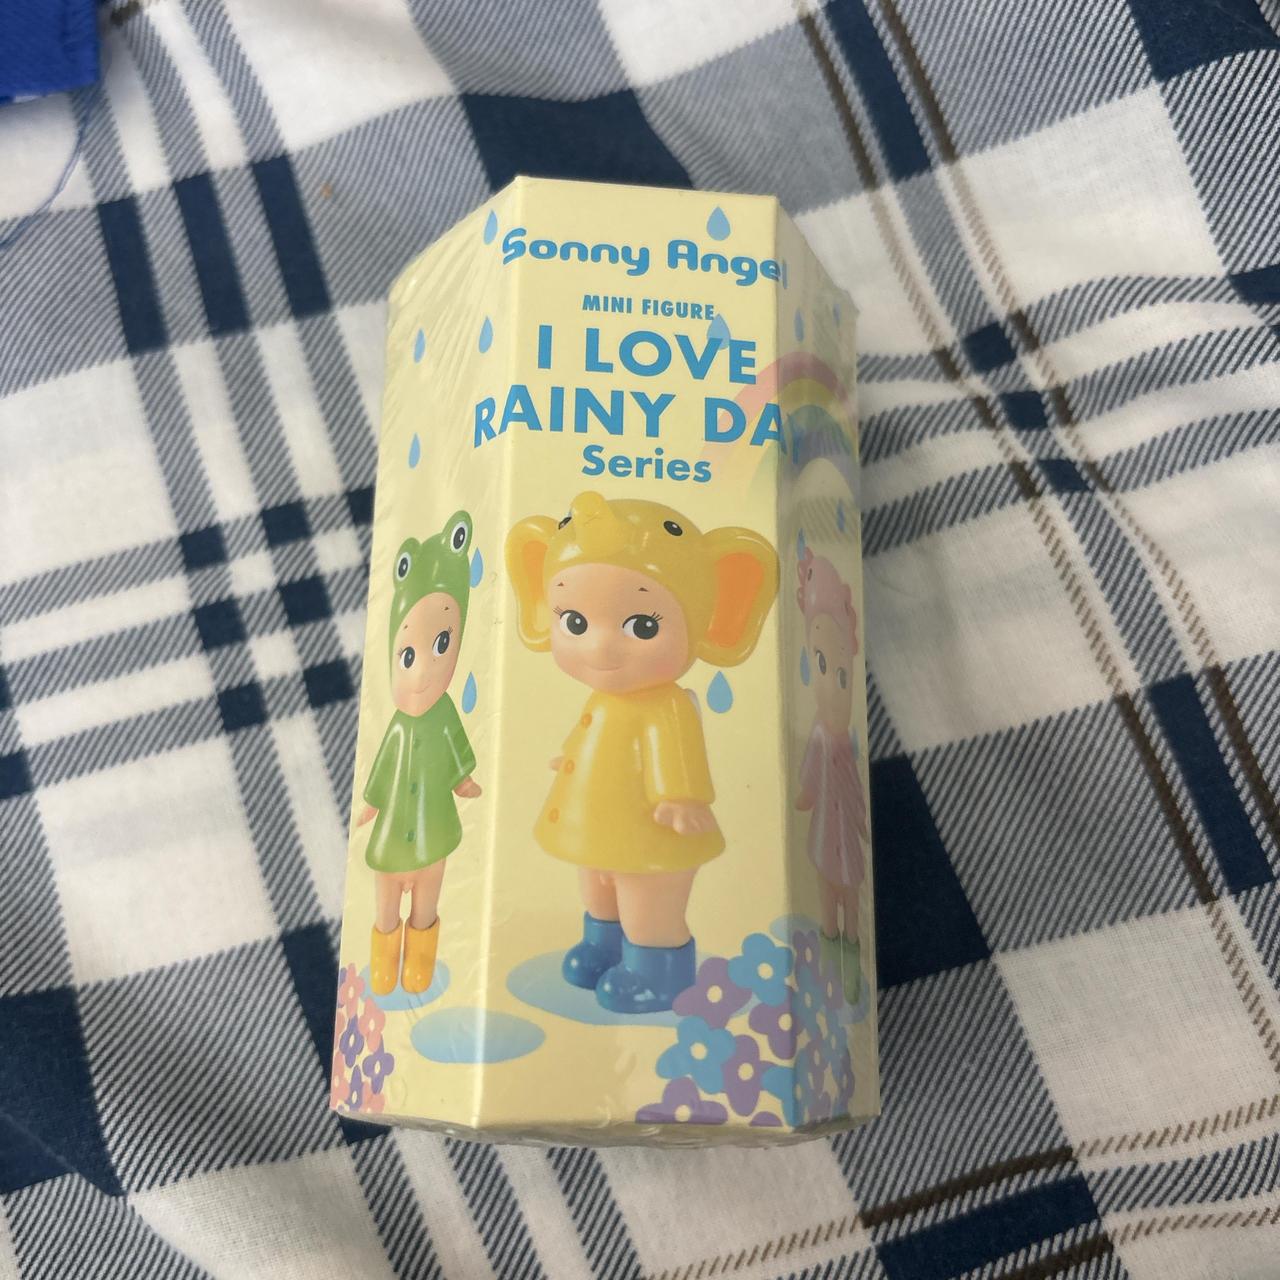 Sonny Angel
MINI FIGURE
I LOVE
RAINY DA
Series